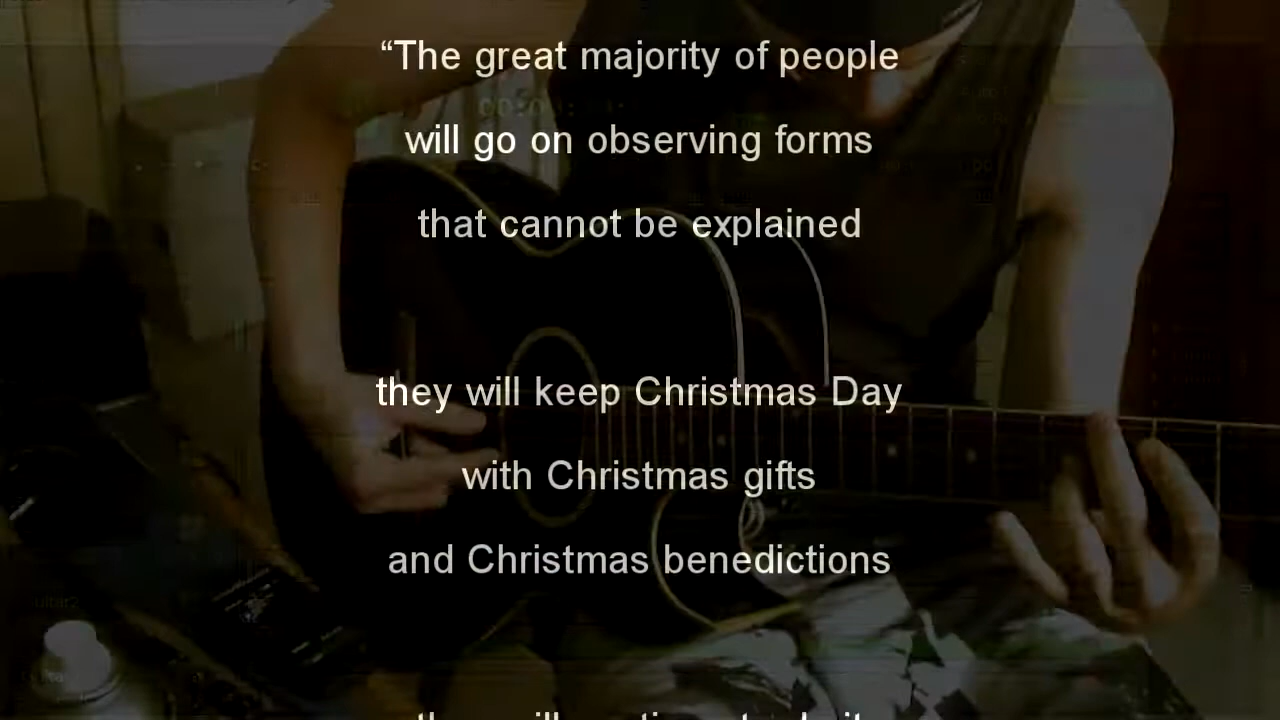 “The great majority of people
will go on observing forms
that cannot be explained
they will keep Christmas Day
with Christmas gifts
and Christmas benedictions